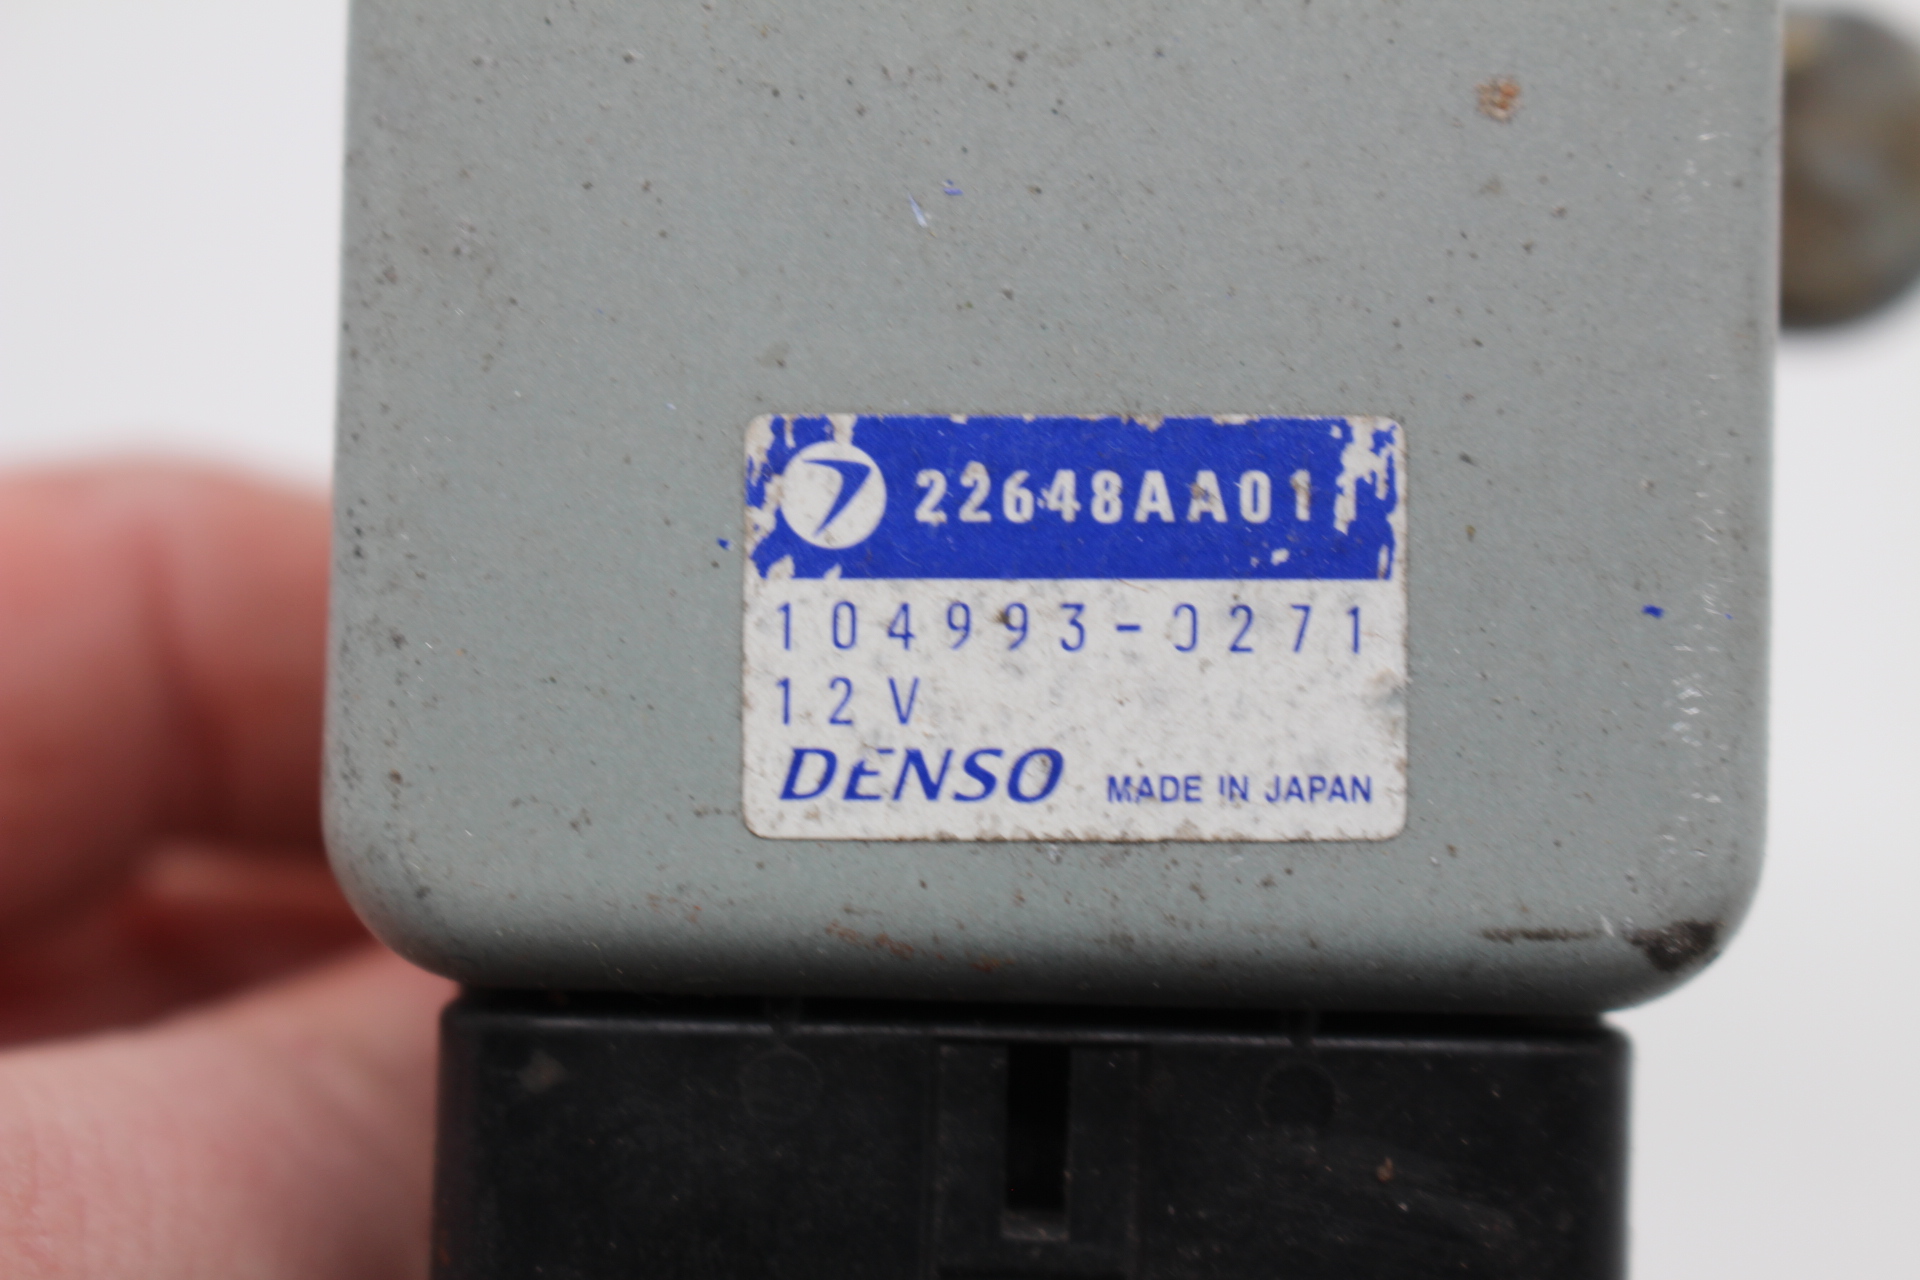 22648AA01
104993-0271
12V
DENSO MADE IN JAPAN